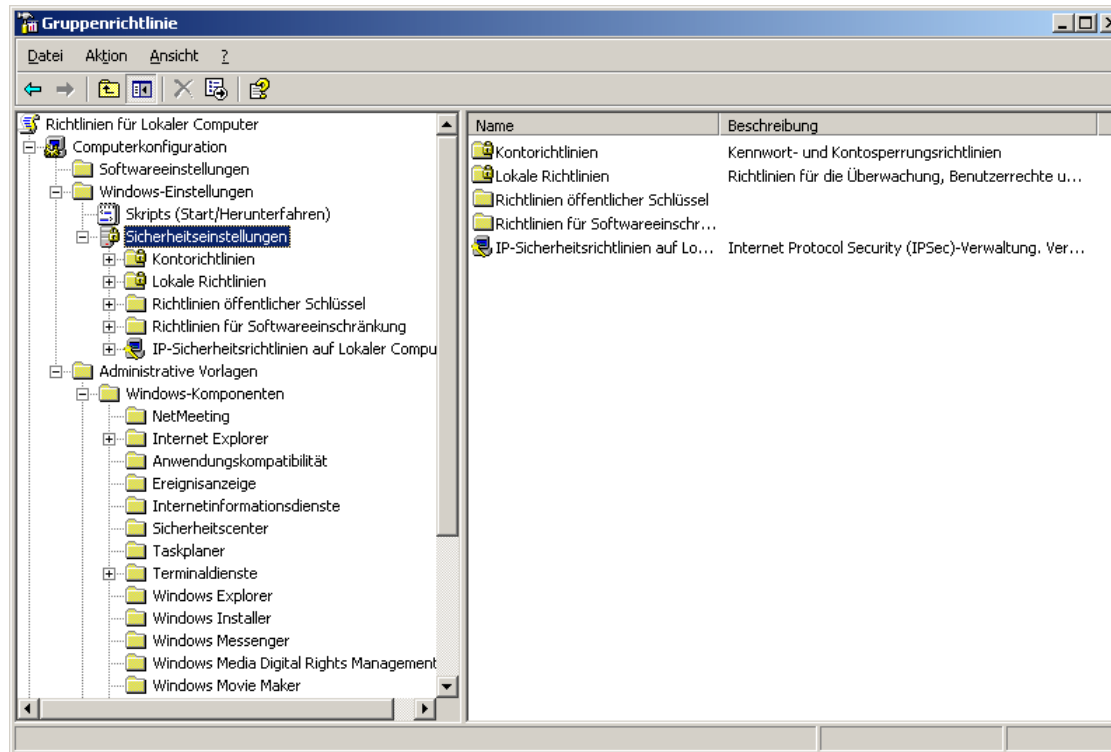 Gruppenrichtlinie
Datei Aktion Ansicht ?
Richtlinien für Lokaler Computer
Computerkonfiguration
Softwareeinstellungen
Windows-Einstellungen
Skripts (Start/Herunterfahren)
Sicherheitseinstellungen
Kontorichtlinien
Lokale Richtlinien
Richtlinien öffentlicher Schlüssel
Richtlinien für Softwareeinschränkung
IP-Sicherheitsrichtlinien auf Lokaler Compu
Administrative Vorlagen
Windows-Komponenten
NetMeeting
Internet Explorer
Anwendungskompatibilität
Ereignisanzeige
Internetinformationsdienste
Sicherheitscenter
Taskplaner
Terminaldienste
Windows Explorer
Windows Installer
Windows Messenger
Windows Media Digital Rights Management
Windows Movie Maker
Name Beschreibung
Kontorichtlinien Kennwort- und Kontosperrungsrichtlinien
Lokale Richtlinien Richtlinien für die Überwachung, Benutzerrechte u...
Richtlinien öffentlicher Schlüssel
Richtlinien für Softwareeinschr...
IP-Sicherheitsrichtlinien auf Lo... Internet Protocol Security (IPSec)-Verwaltung. Ver...